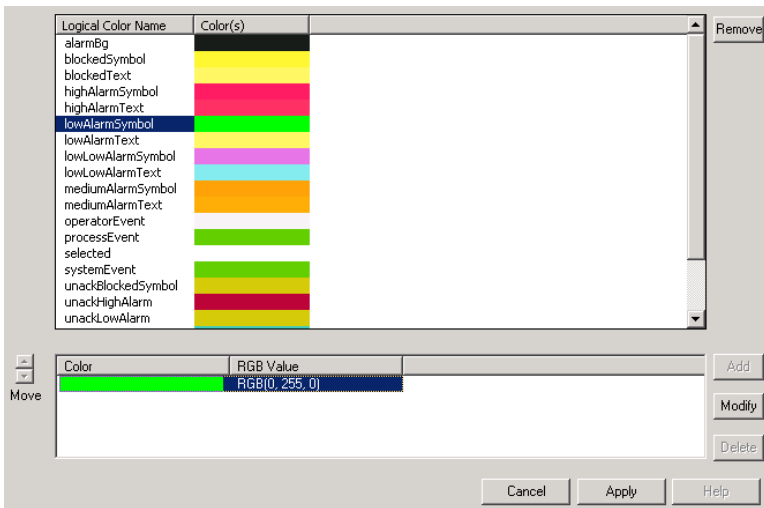 Logical Color Name Color(s)
Remove
alarmBg
blockedSymbol
blockedText
highAlarmSymbol
highAlarmText
lowAlarmSymbol
lowAlarmText
lowLowAlarmSymbol
lowLowAlarmText
mediumAlarmSymbol
mediumAlarmText
operatorEvent
processEvent
selected
systemEvent
unackBlockedSymbol
unackHighAlarm
unackLowAlarm
Color RGB Value
Add
RGB(0, 255, 0)
Move
Modify
Delete
Cancel Apply Help